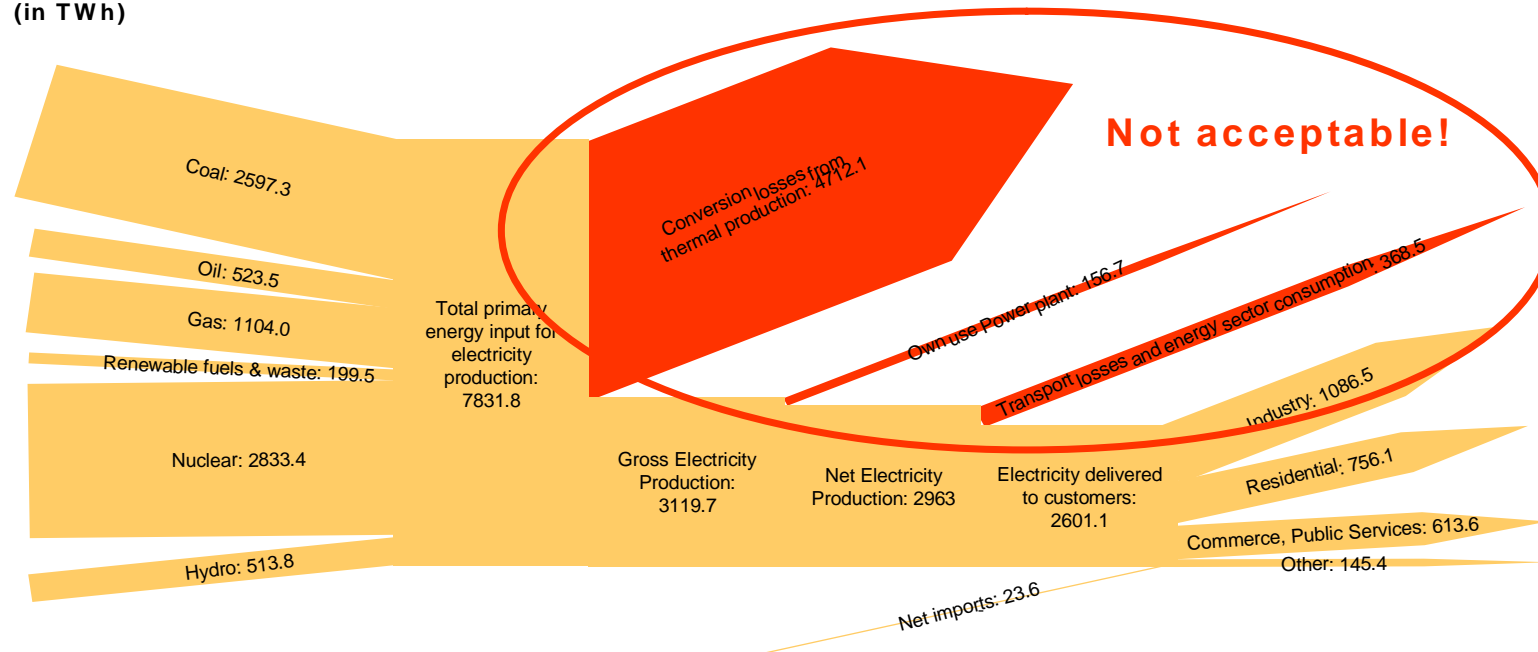 (in TWh)
Not acceptable!
Coal: 2597.3
Conversion losses from
thermal production: 4712.1
Oil: 523.5
Gas: 1104.0
Renewable fuels & waste: 199.5
Total primary
energy input for
electricity
production:
7831.8
Own use Power plant: 156.7
Transport losses and energy sector consumption: 368.5
Nuclear: 2833.4
Gross Electricity
Production:
3119.7
Net Electricity
Production: 2963
Electricity delivered
to customers:
2601.1
Industry: 1086.5
Residential: 756.1
Commerce, Public Services: 613.6
Other: 145.4
Hydro: 513.8
Net imports: 23.6